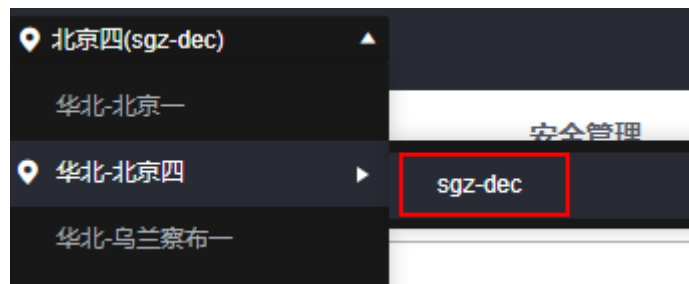 北京四(sgz-dec)
华北-北京一
安全管理
华北-北京四
sgz-dec
华北-乌兰察布一